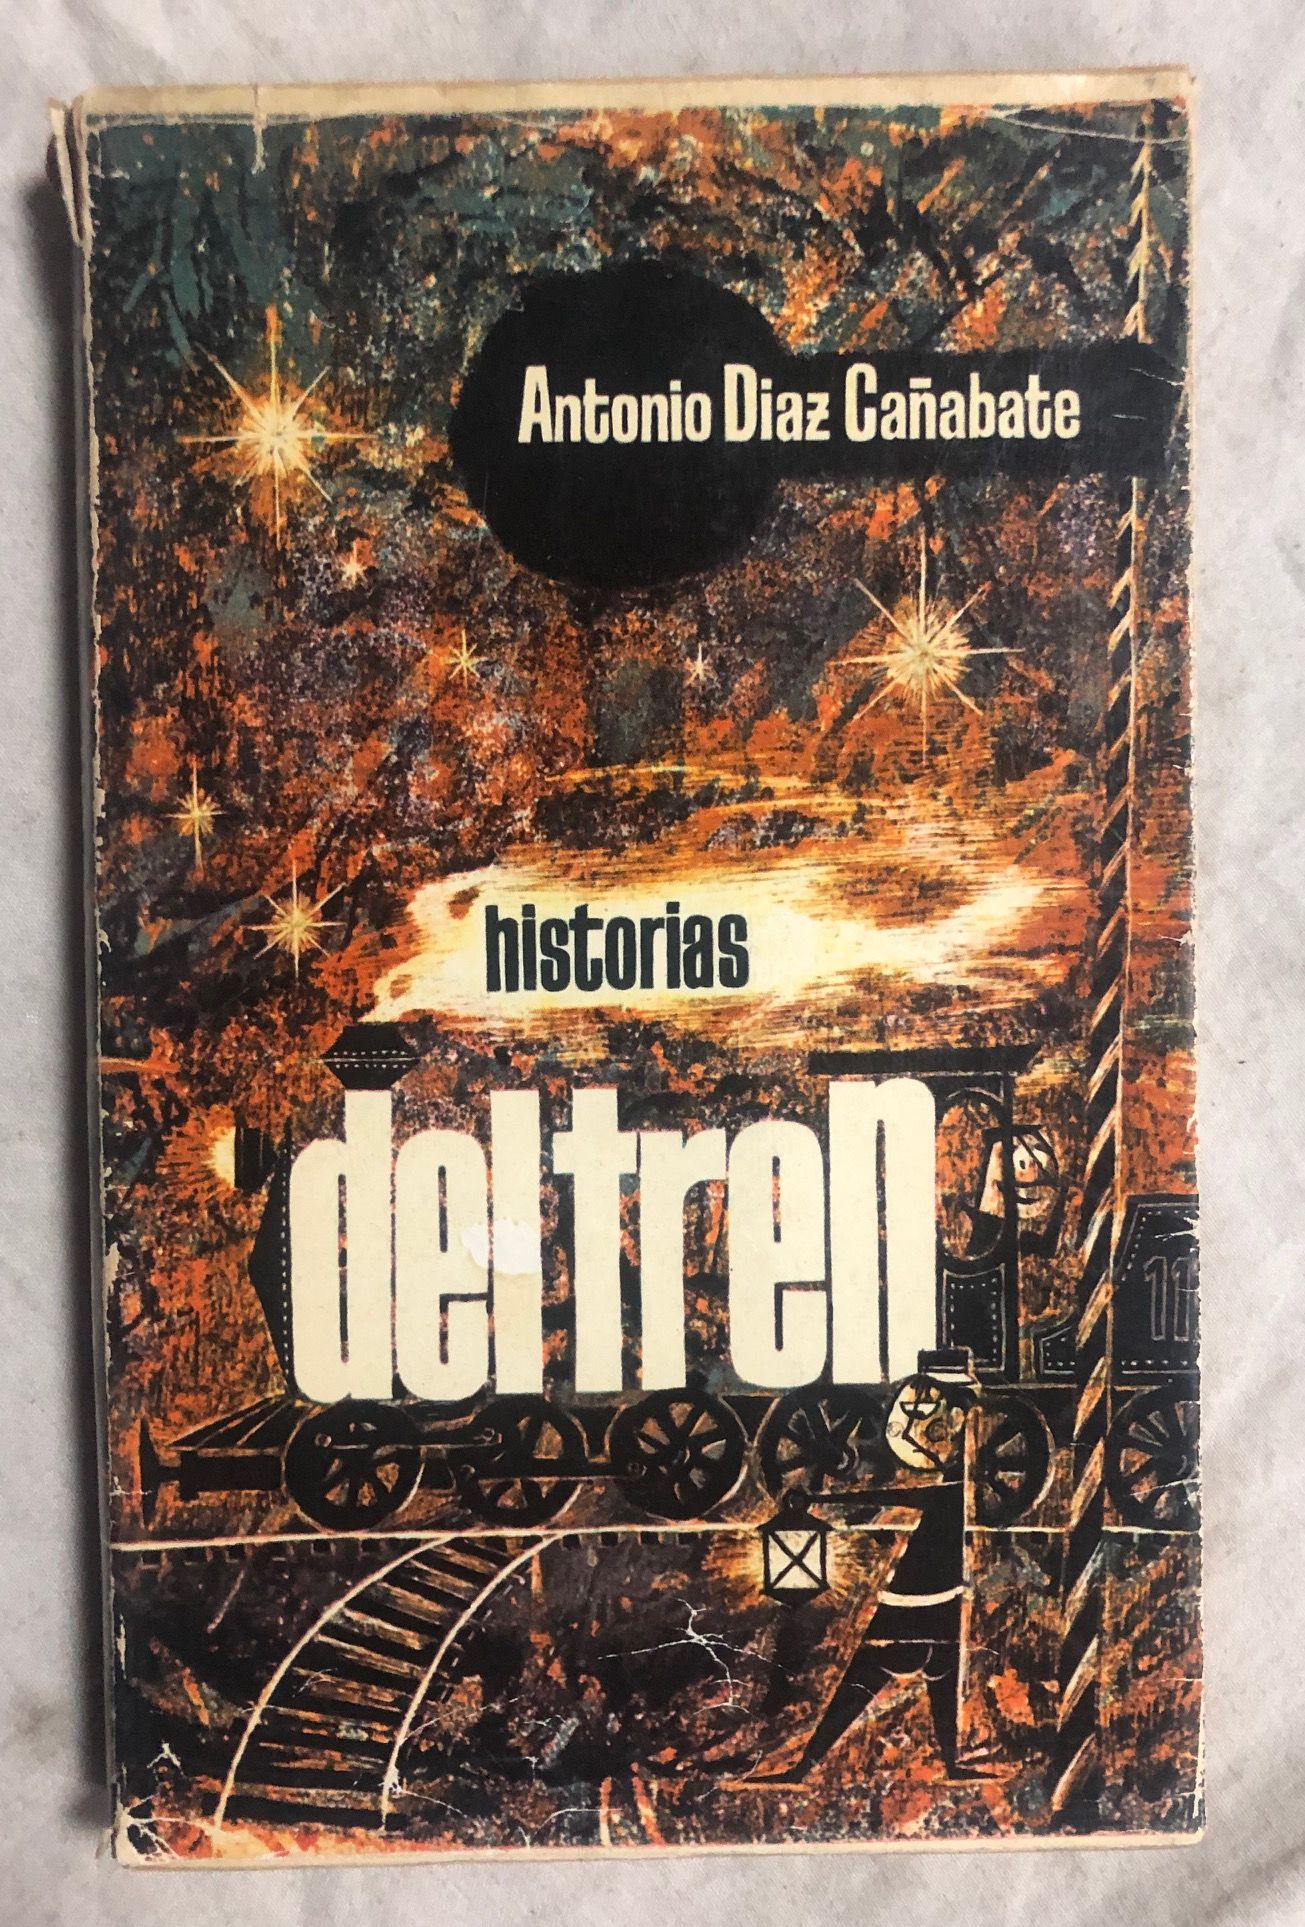 Antonio Diaz Cañabate
historias
del tren
11